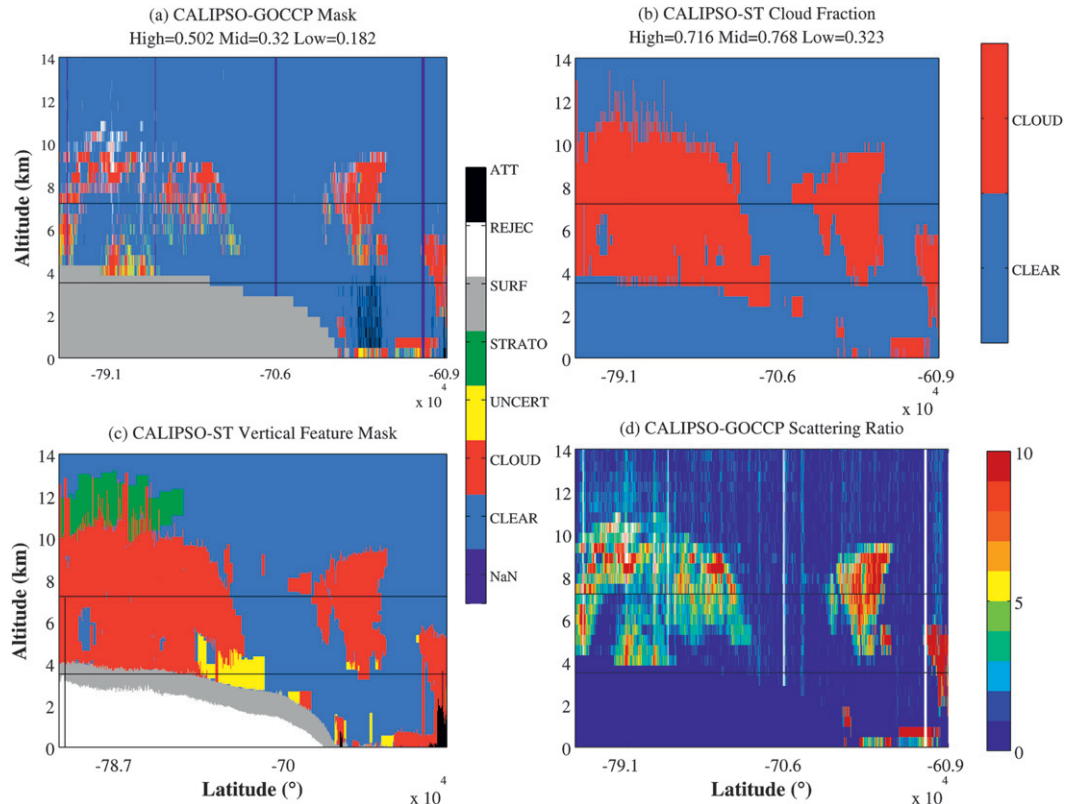 (a) CALIPSO-GOCCP Mask
High=0.502 Mid=0.32 Low=0.182
14
12
10
8
6
4
2
0
Altitude (km)
-79.1
-70.6
-60.9
x 10
4
(b) CALIPSO-ST Cloud Fraction
High=0.716 Mid=0.768 Low=0.323
14
12
10
8
6
4
2
0
-79.1
-70.6
-60.9
x 10
4
CLOUD
CLEAR
ATT
REJEC
SURF
STRATO
UNCERT
CLOUD
CLEAR
NaN
(c) CALIPSO-ST Vertical Feature Mask
14
12
10
8
6
4
2
0
Altitude (km)
-78.7
-70
4
x 10
Latitude (°)
(d) CALIPSO-GOCCP Scattering Ratio
14
12
10
8
6
4
2
0
-79.1
-70.6
-60.9
4
x 10
Latitude (°)
10
5
0